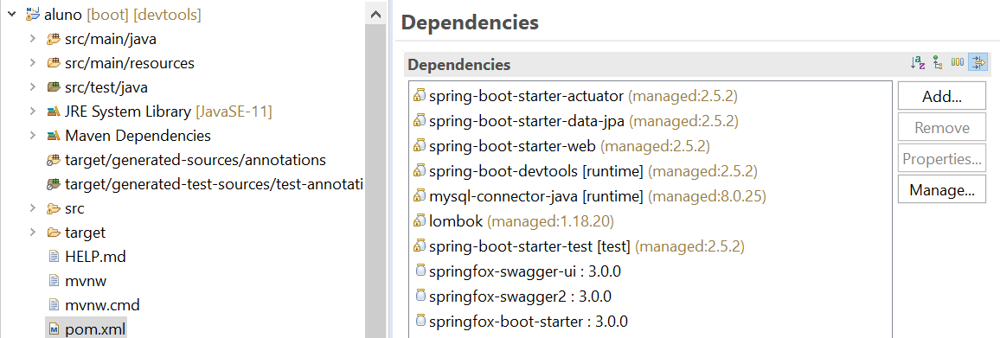 aluno [boot] [devtools]
src/main/java
src/main/resources
src/test/java
JRE System Library [JavaSE-11]
Maven Dependencies
target/generated-sources/annotations
target/generated-test-sources/test-annotati
src
target
HELP.md
mvnw
mvnw.cmd
pom.xml
Dependencies
Dependencies
spring-boot-starter-actuator (managed:2.5.2)
spring-boot-starter-data-jpa (managed:2.5.2)
spring-boot-starter-web (managed:2.5.2)
spring-boot-devtools [runtime] (managed:2.5.2)
mysql-connector-java [runtime] (managed:8.0.25)
lombok (managed:1.18.20)
spring-boot-starter-test [test] (managed:2.5.2)
springfox-swagger-ui : 3.0.0
springfox-swagger2 : 3.0.0
springfox-boot-starter : 3.0.0
Add...
Remove
Properties...
Manage...